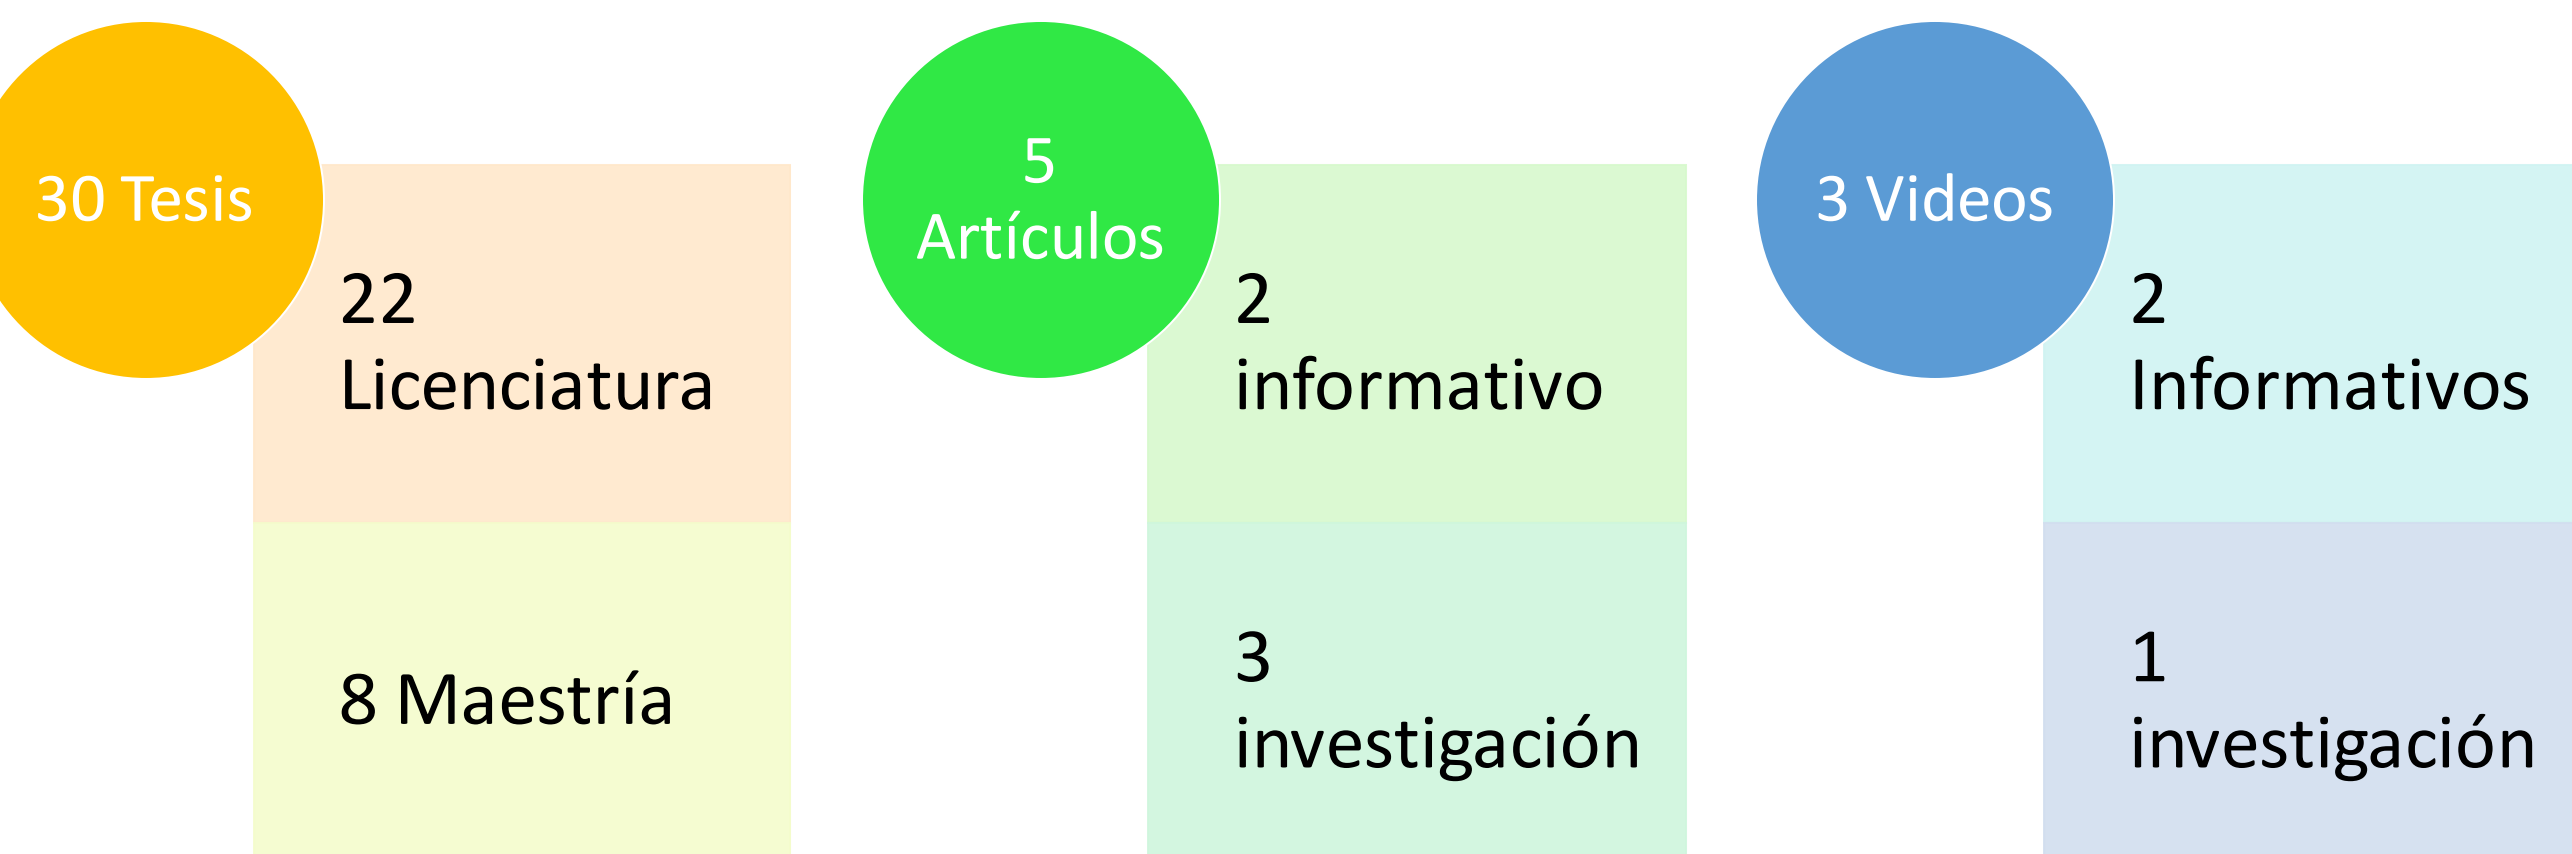 30 Tesis
22
Licenciatura
8 Maestría
5
Artículos
2
informativo
3
investigación
3 Videos
2
Informativos
1
investigación